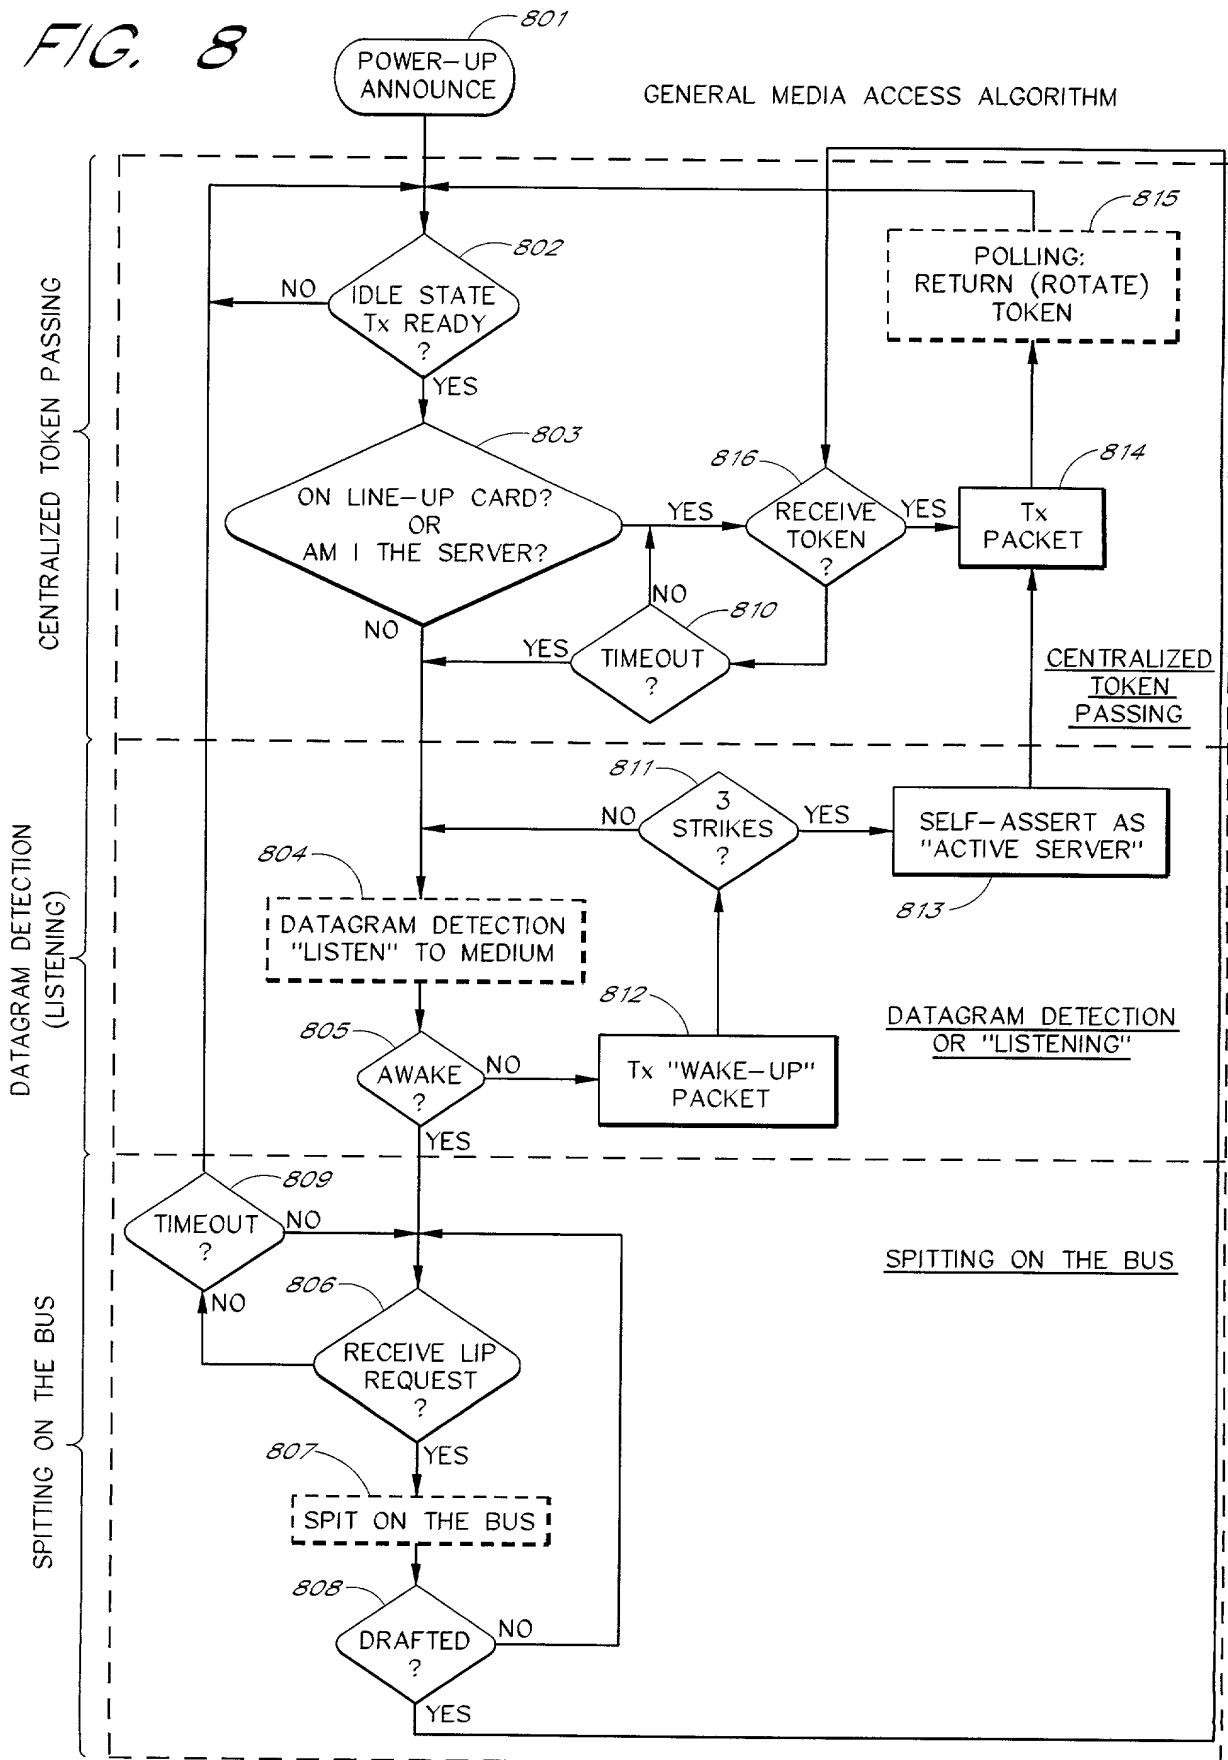 FIG. 8
801
POWER-UP
ANNOUNCE
GENERAL MEDIA ACCESS ALGORITHM
CENTRALIZED TOKEN PASSING
802
NO
IDLE STATE
Tx READY
?
YES
815
POLLING:
RETURN (ROTATE)
TOKEN
803
ON LINE-UP CARD?
OR
AM I THE SERVER?
YES
NO
816
RECEIVE
TOKEN
?
YES
814
Tx
PACKET
NO
810
YES
TIMEOUT
?
CENTRALIZED
TOKEN
PASSING
DATAGRAM DETECTION
(LISTENING)
811
NO
3
STRIKES
?
YES
SELF-ASSERT AS
"ACTIVE SERVER"
813
804
DATAGRAM DETECTION
"LISTEN" TO MEDIUM
805
AWAKE
?
NO
YES
812
Tx "WAKE-UP"
PACKET
DATAGRAM DETECTION
OR "LISTENING"
SPITTING ON THE BUS
809
TIMEOUT
?
NO
NO
SPITTING ON THE BUS
806
RECEIVE LIP
REQUEST
?
YES
807
SPIT ON THE BUS
808
DRAFTED
?
NO
YES